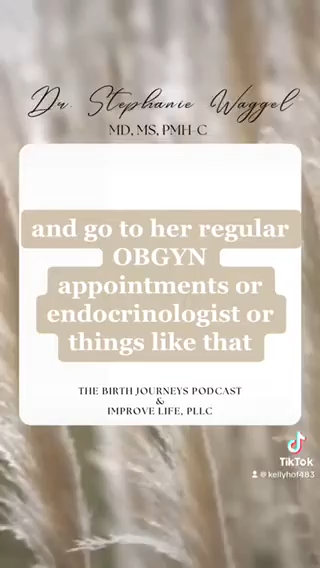 Dr. Stephanie Waggel
MD, MS, PMH-C
and go to her regular
OBGYN
appointments or
endocrinologist or
things like that
THE BIRTH JOURNEYS PODCAST
&
IMPROVE LIFE, PLLC
TikTok
@kellyhof483